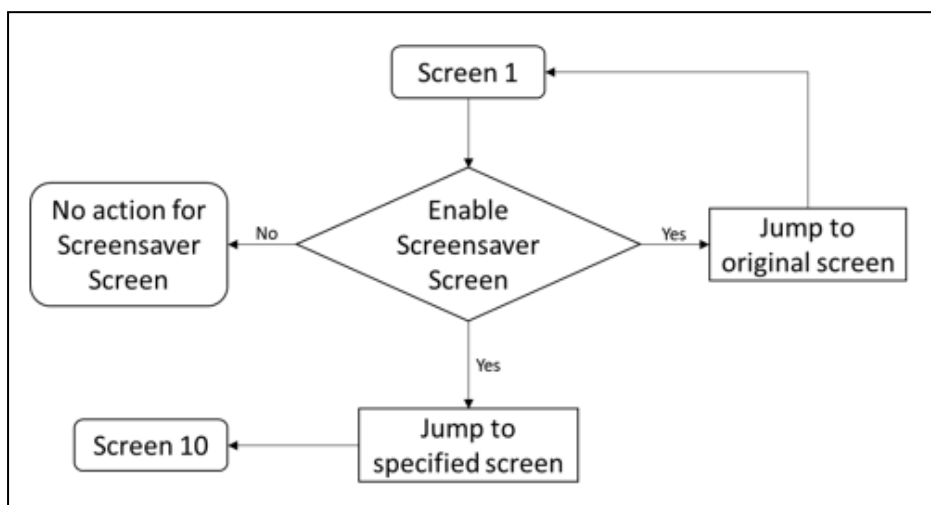 Screen 1
No action for
Screensaver
Screen
No
Enable
Screensaver
Screen
Yes
Jump to
original screen
Yes
Screen 10
Jump to
specified screen